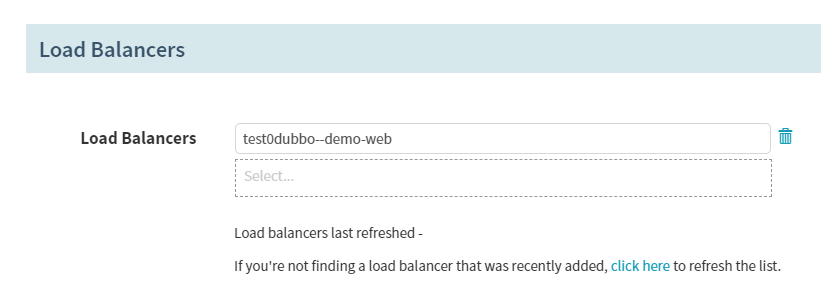 Load Balancers
Load Balancers
test0dubbo--demo-web
Select...
Load balancers last refreshed -
If you're not finding a load balancer that was recently added, click here to refresh the list.